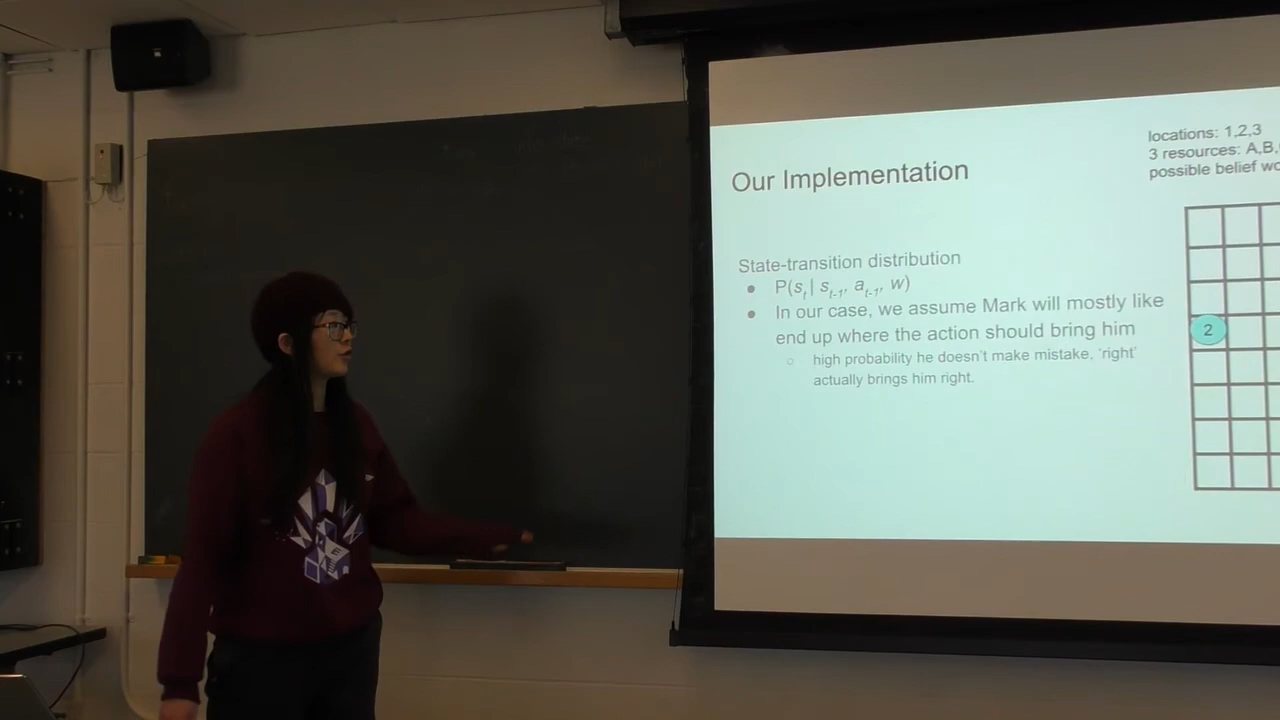 Our Implementation
locations: 1,2,3
3 resources: A,B,
possible belief wo
State-transition distribution
● P(sₜ | sₜ₋₁, aₜ₋₁, w)
● In our case, we assume Mark will mostly like
end up where the action should bring him
○ high probability he doesn't make mistake, 'right'
actually brings him right.
2